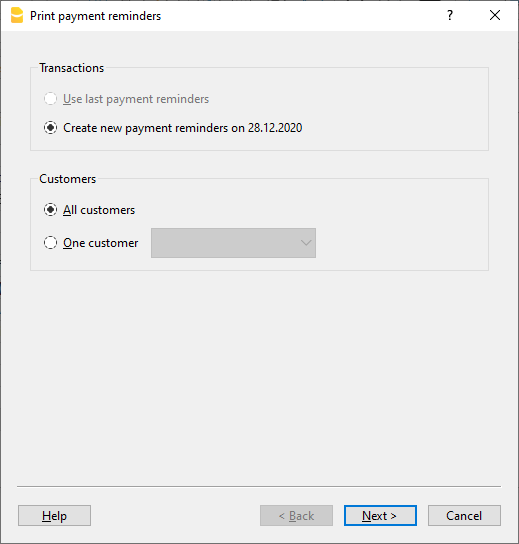 Print payment reminders
?
Transactions
Use last payment reminders
Create new payment reminders on 28.12.2020
Customers
All customers
One customer
Help
< Back
Next >
Cancel